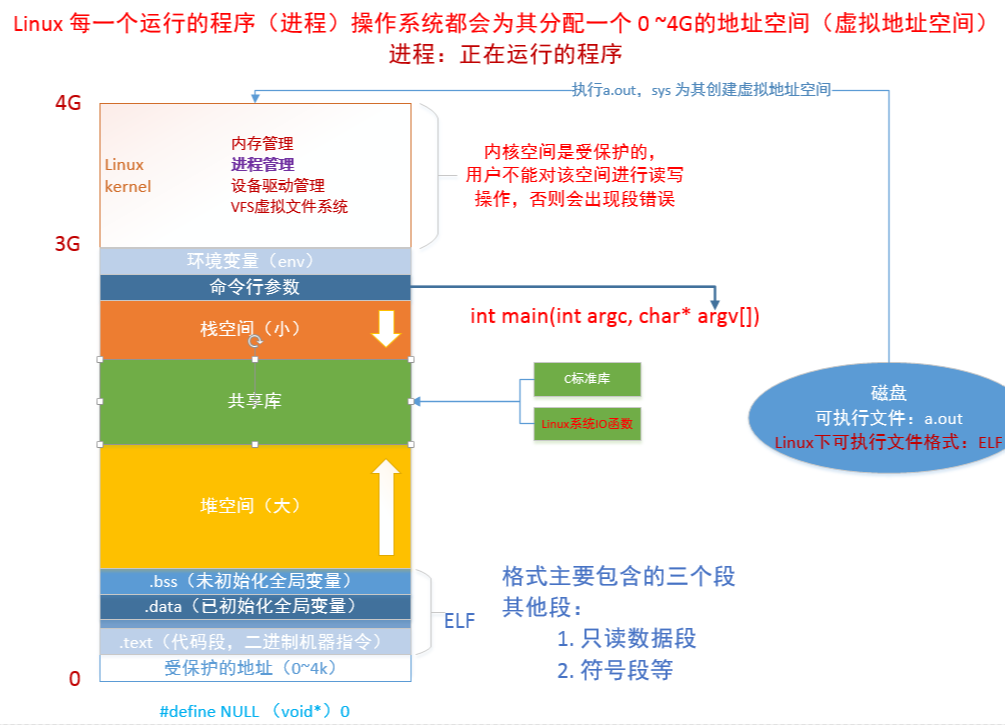 Linux 每一个运行的程序（进程）操作系统都会为其分配一个 0 ~4G的地址空间（虚拟地址空间）
进程：正在运行的程序
执行a.out，sys 为其创建虚拟地址空间
4G
Linux
kernel
内存管理
进程管理
设备驱动管理
VFS虚拟文件系统
内核空间是受保护的，
用户不能对该空间进行读写
操作，否则会出现段错误
3G
环境变量（env）
命令行参数
int main(int argc, char* argv[])
栈空间（小）
共享库
C标准库
Linux系统IO函数
磁盘
可执行文件：a.out
Linux下可执行文件格式：ELF
堆空间（大）
.bss（未初始化全局变量）
.data（已初始化全局变量）
.text（代码段，二进制机器指令）
ELF
格式主要包含的三个段
其他段：
1. 只读数据段
2. 符号段等
受保护的地址（0~4k）
0
#define NULL （void*）0